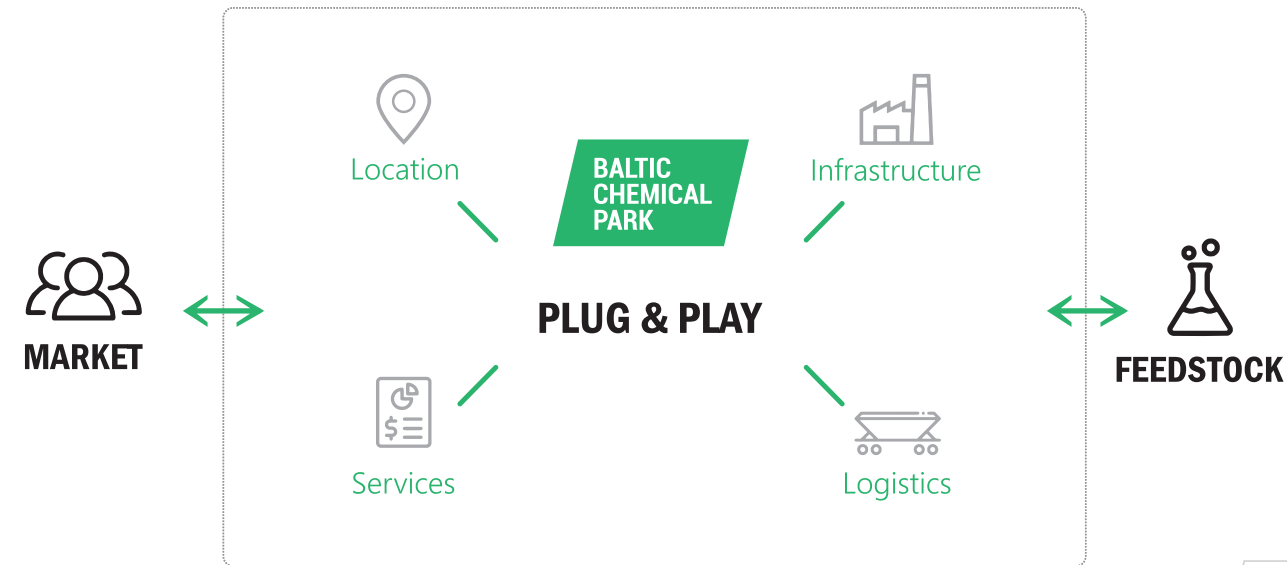 Location
Infrastructure
BALTIC
CHEMICAL
PARK
MARKET
PLUG & PLAY
FEEDSTOCK
$
Services
Logistics